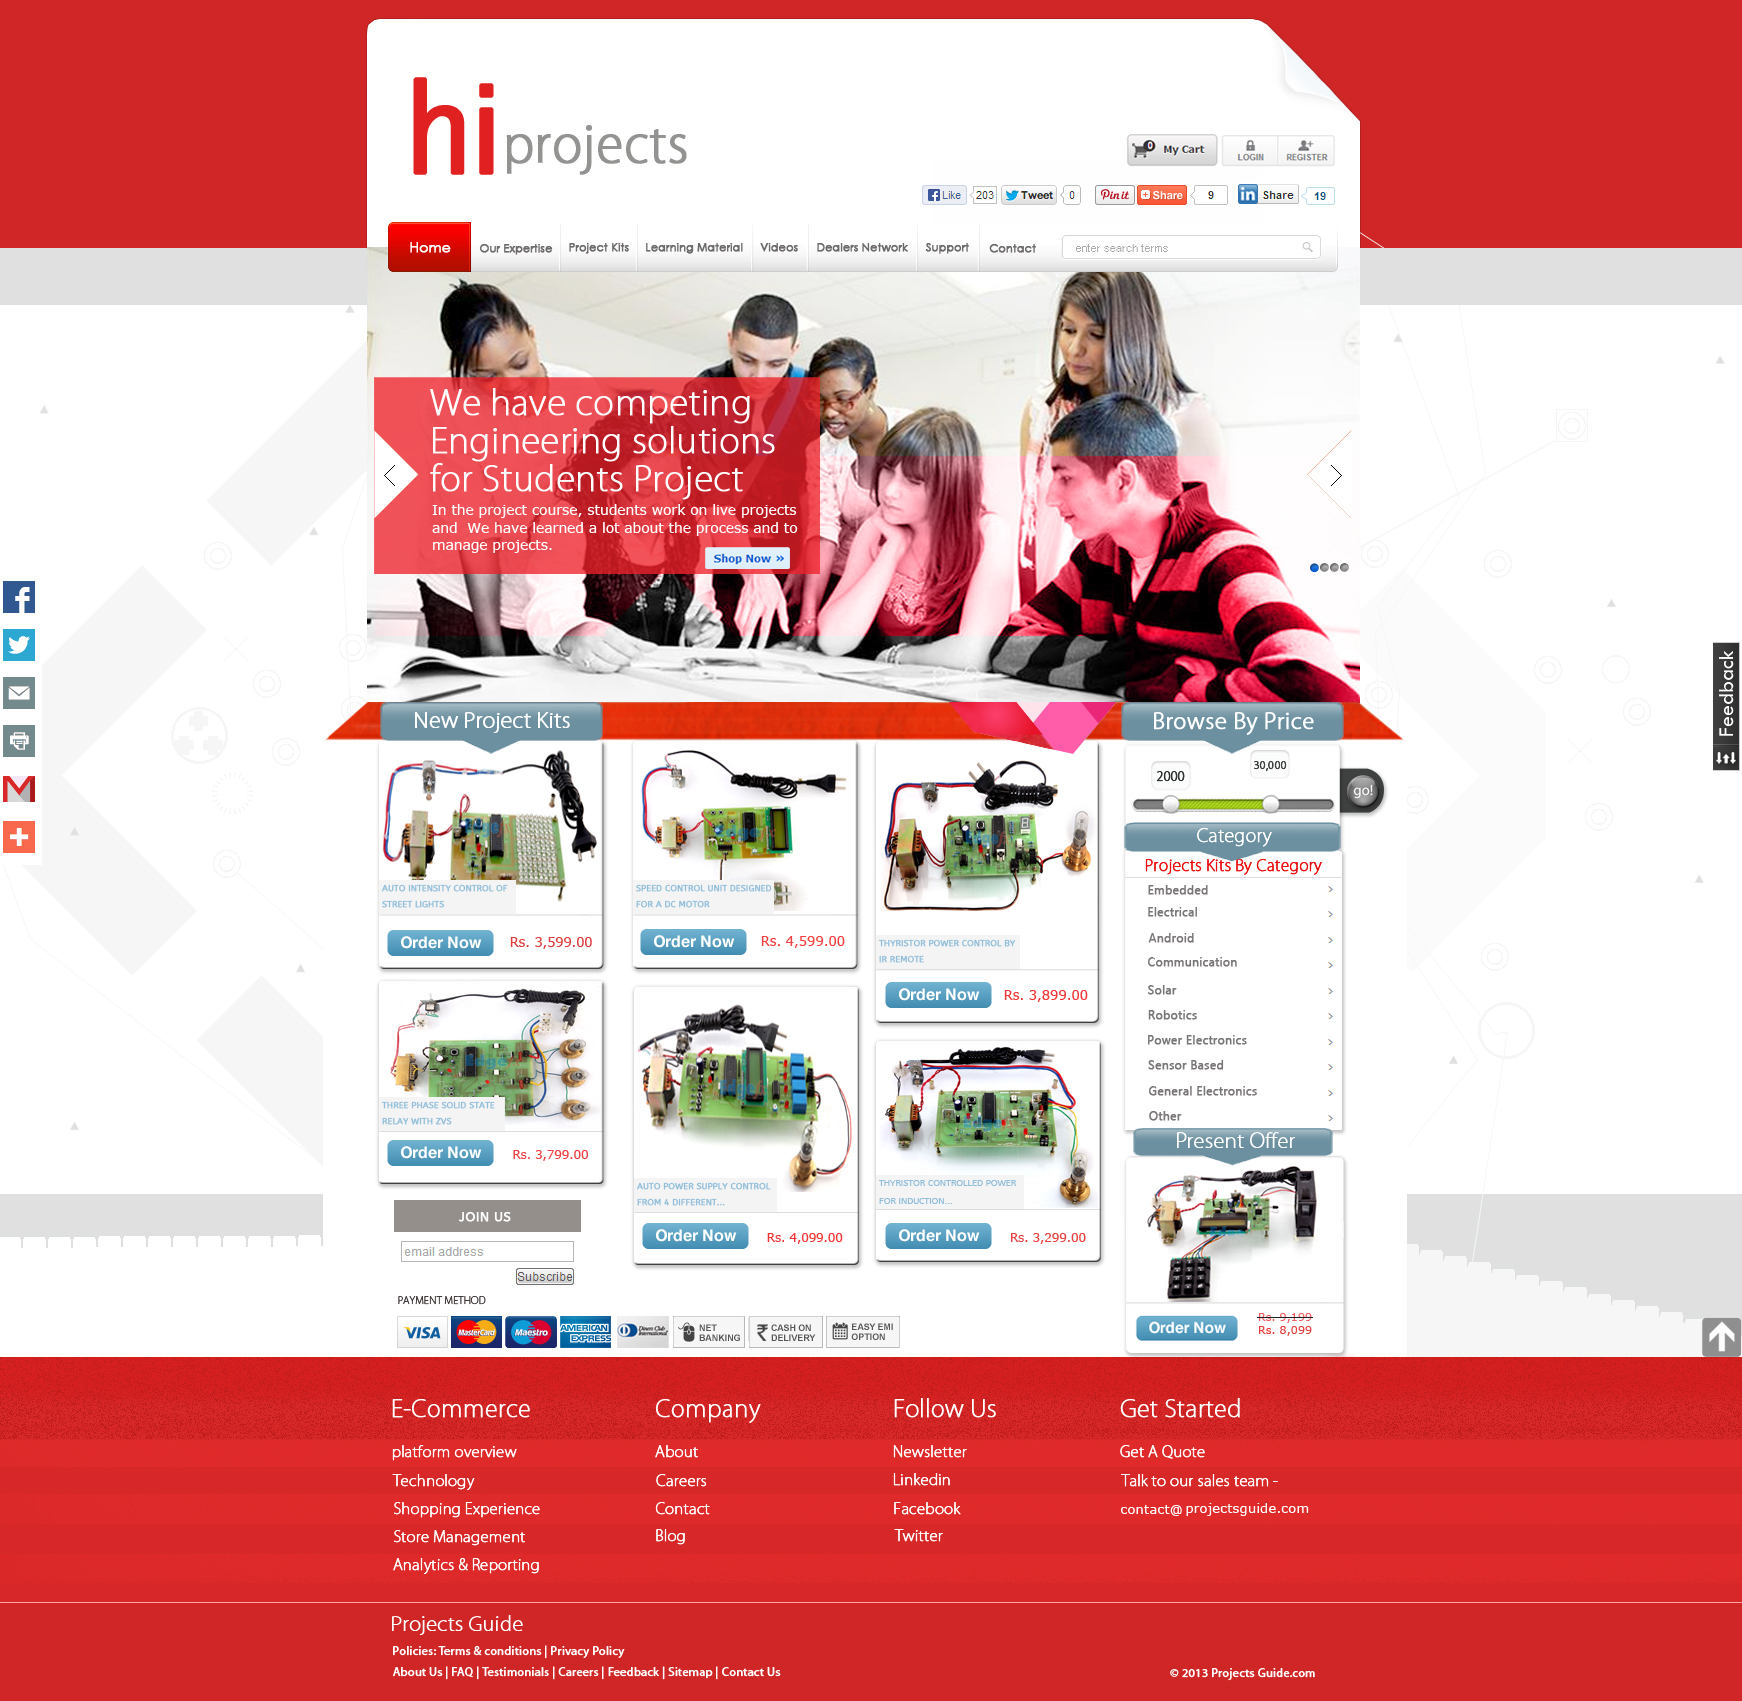 hiprojects
0 My Cart
LOGIN
REGISTER
Like 203 Tweet 0 Pin it Share 9 in Share 19
Home
Our Expertise
Project Kits
Learning Material
Videos
Dealers Network
Support
Contact
enter search terms
We have competing
Engineering solutions
for Students Project
In the project course, students work on live projects
and We have learned a lot about the process and to
manage projects.
Shop Now »
Feedback
New Project Kits
Browse By Price
2000
30,000
go!
AUTO INTENSITY CONTROL OF
STREET LIGHTS
Order Now Rs. 3,599.00
SPEED CONTROL UNIT DESIGNED
FOR A DC MOTOR
Order Now Rs. 4,599.00
THYRISTOR POWER CONTROL BY
IR REMOTE
Order Now Rs. 3,899.00
THREE PHASE SOLID STATE
RELAY WITH ZVS
Order Now Rs. 3,799.00
AUTO POWER SUPPLY CONTROL
FROM 4 DIFFERENT...
Order Now Rs. 4,099.00
THYRISTOR CONTROLLED POWER
FOR INDUCTION...
Order Now Rs. 3,299.00
Category
Projects Kits By Category
Embedded
Electrical
Android
Communication
Solar
Robotics
Power Electronics
Sensor Based
General Electronics
Other
Present Offer
Rs. 9,199
Order Now Rs. 8,099
JOIN US
email address
Subscribe
PAYMENT METHOD
VISA
MasterCard
Maestro
AMERICAN EXPRESS
Diners Club International
NET BANKING
CASH ON DELIVERY
EASY EMI OPTION
E-Commerce
platform overview
Technology
Shopping Experience
Store Management
Analytics & Reporting
Company
About
Careers
Contact
Blog
Follow Us
Newsletter
Linkedin
Facebook
Twitter
Get Started
Get A Quote
Talk to our sales team -
contact@projectsguide.com
Projects Guide
Policies: Terms & conditions | Privacy Policy
About Us | FAQ | Testimonials | Careers | Feedback | Sitemap | Contact Us
© 2013 Projects Guide.com